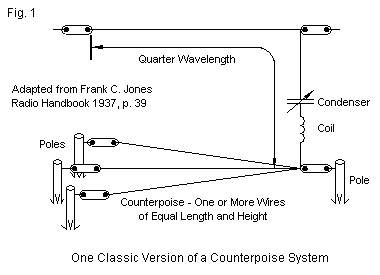 Fig. 1
Quarter Wavelength
Adapted from Frank C. Jones
Radio Handbook 1937, p. 39
Condenser
Coil
Poles
Pole
Counterpoise - One or More Wires
of Equal Length and Height
One Classic Version of a Counterpoise System